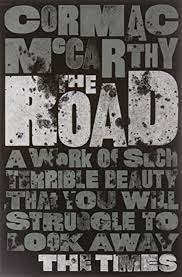 CORMAC
McCARTHY
THE
ROAD
A WORK OF SUCH
TERRIBLE BEAUTY
THAT YOU WILL
STRUGGLE TO
LOOK AWAY
THE TIMES